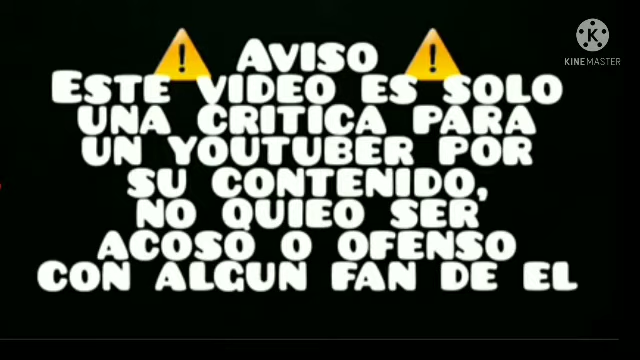 ⚠ AVISO ⚠
KINEMASTER
ESTE VIDEO ES SOLO
UNA CRITICA PARA
UN YOUTUBER POR
SU CONTENIDO,
NO QUIEO SER
ACOSO O OFENSO
CON ALGUN FAN DE EL